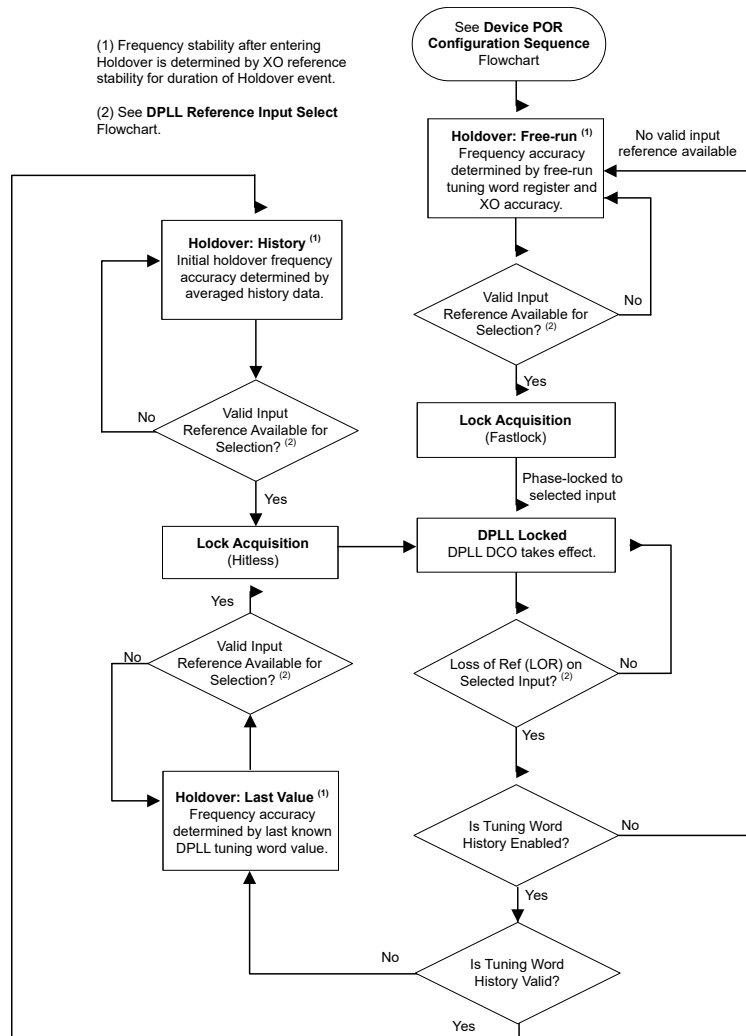 (1) Frequency stability after entering
Holdover is determined by XO reference
stability for duration of Holdover event.
(2) See DPLL Reference Input Select
Flowchart.
See Device POR
Configuration Sequence
Flowchart
Holdover: Free-run (1)
Frequency accuracy
determined by free-run
tuning word register and
XO accuracy.
No valid input
reference available
Valid Input
Reference Available for
Selection? (2)
No
Yes
Lock Acquisition
(Fastlock)
Phase-locked to
selected input
Holdover: History (1)
Initial holdover frequency
accuracy determined by
averaged history data.
No
Valid Input
Reference Available for
Selection? (2)
Yes
Lock Acquisition
(Hitless)
DPLL Locked
DPLL DCO takes effect.
Yes
No
Valid Input
Reference Available for
Selection? (2)
Loss of Ref (LOR) on
Selected Input? (2)
No
Yes
Holdover: Last Value (1)
Frequency accuracy
determined by last known
DPLL tuning word value.
Is Tuning Word
History Enabled?
No
Yes
No
Is Tuning Word
History Valid?
Yes